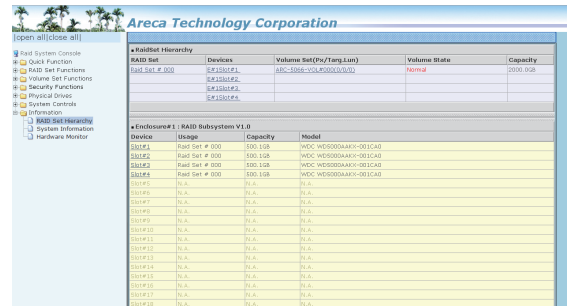 Areca Technology Corporation
|open all|close all|
Raid System Console
Quick Function
RAID Set Functions
Volume Set Functions
Security Functions
Physical Drives
System Controls
Information
RAID Set Hierarchy
System Information
Hardware Monitor
RaidSet Hierarchy
RAID Set Devices Volume Set(Px/Targ.Lun) Volume State Capacity
Raid Set # 000 E#1Slot#1 ARC-5066-VOL#000(0/0/0) Normal 2000.0GB
E#1Slot#2
E#1Slot#3
E#1Slot#4
Enclosure#1 : RAID Subsystem V1.0
Device Usage Capacity Model
Slot#1 Raid Set # 000 500.1GB WDC WD5000AAKX-001CA0
Slot#2 Raid Set # 000 500.1GB WDC WD5000AAKX-001CA0
Slot#3 Raid Set # 000 500.1GB WDC WD5000AAKX-001CA0
Slot#4 Raid Set # 000 500.1GB WDC WD5000AAKX-001CA0
Slot#5 N.A. N.A. N.A.
Slot#6 N.A. N.A. N.A.
Slot#7 N.A. N.A. N.A.
Slot#8 N.A. N.A. N.A.
Slot#9 N.A. N.A. N.A.
Slot#10 N.A. N.A. N.A.
Slot#11 N.A. N.A. N.A.
Slot#12 N.A. N.A. N.A.
Slot#13 N.A. N.A. N.A.
Slot#14 N.A. N.A. N.A.
Slot#15 N.A. N.A. N.A.
Slot#16 N.A. N.A. N.A.
Slot#17 N.A. N.A. N.A.
Slot#18 N.A. N.A. N.A.